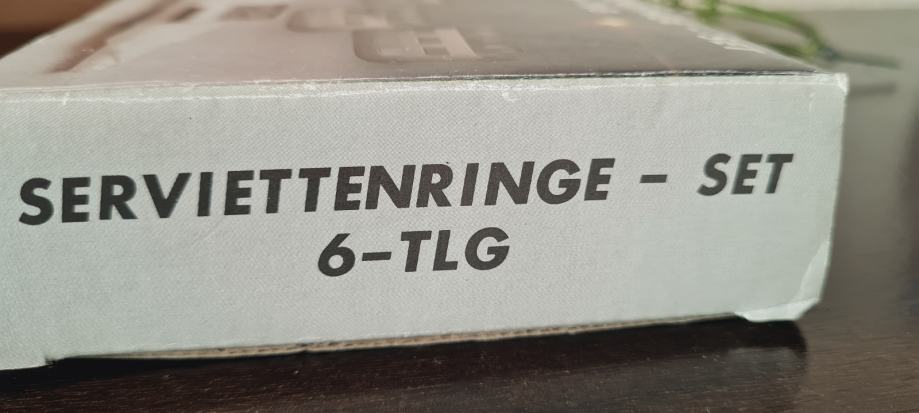 SERVIETTENRINGE – SET
6–TLG